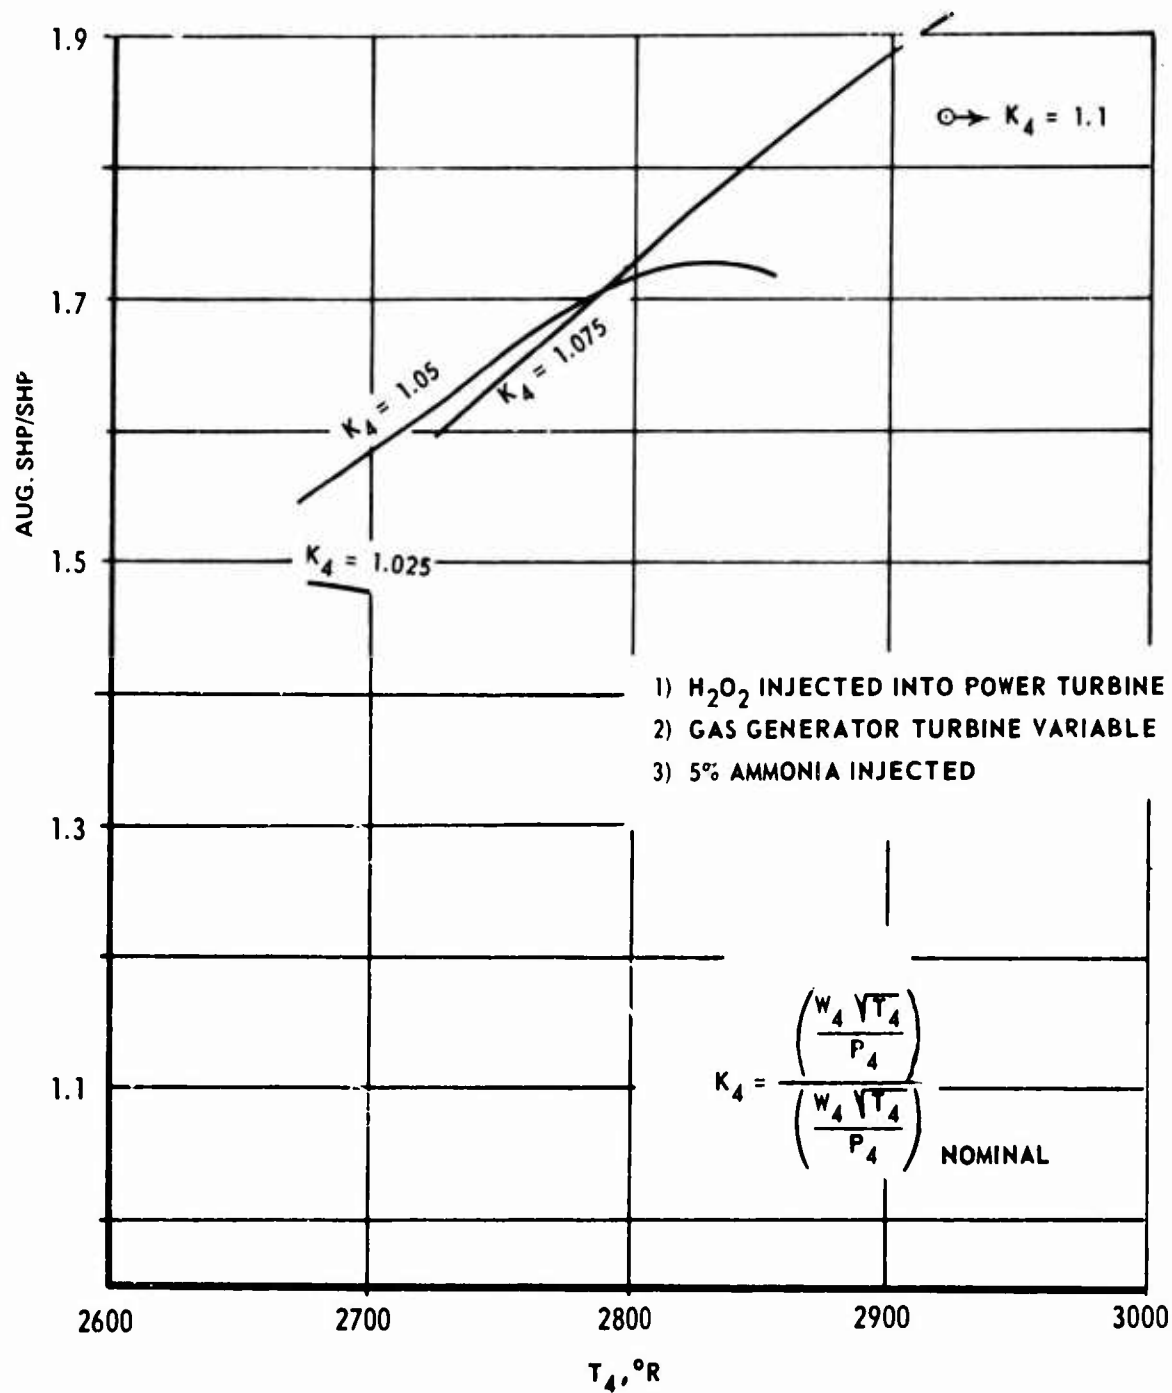 1.9
K₄ = 1.1
1.7
K₄ = 1.05
K₄ = 1.075
AUG. SHP/SHP
1.5
K₄ = 1.025
1) H₂O₂ INJECTED INTO POWER TURBINE
2) GAS GENERATOR TURBINE VARIABLE
3) 5% AMMONIA INJECTED
1.3
1.1
K₄ = (W₄ √T₄ / P₄) / (W₄ √T₄ / P₄) NOMINAL
2600 2700 2800 2900 3000
T₄, °R